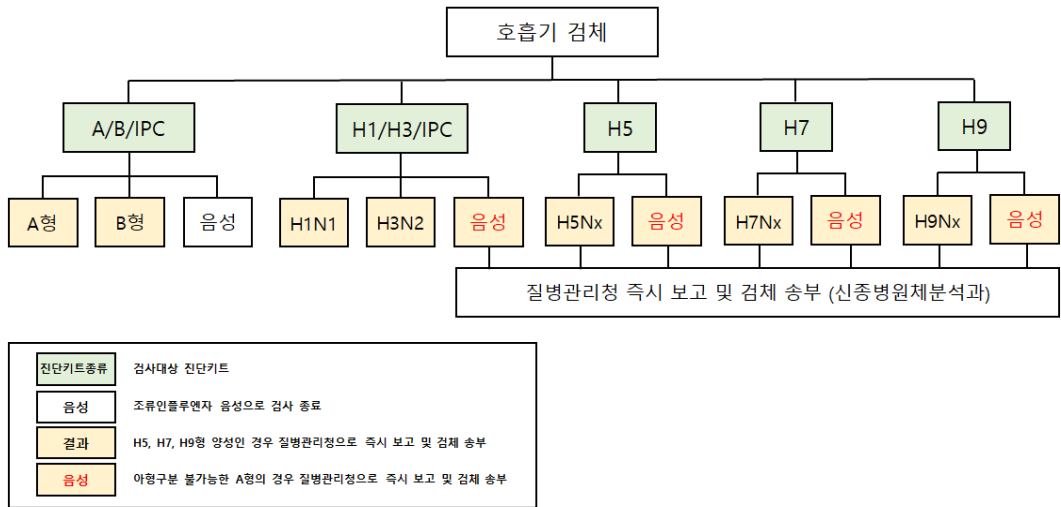 호흡기 검체
A/B/IPC
H1/H3/IPC
H5
H7
H9
A형
B형
음성
H1N1
H3N2
음성
H5Nx
음성
H7Nx
음성
H9Nx
음성
질병관리청 즉시 보고 및 검체 송부 (신종병원체분석과)
진단키트종류 검사대상 진단키트
음성 조류인플루엔자 음성으로 검사 종료
결과 H5, H7, H9형 양성인 경우 질병관리청으로 즉시 보고 및 검체 송부
음성 아형구분 불가능한 A형의 경우 질병관리청으로 즉시 보고 및 검체 송부